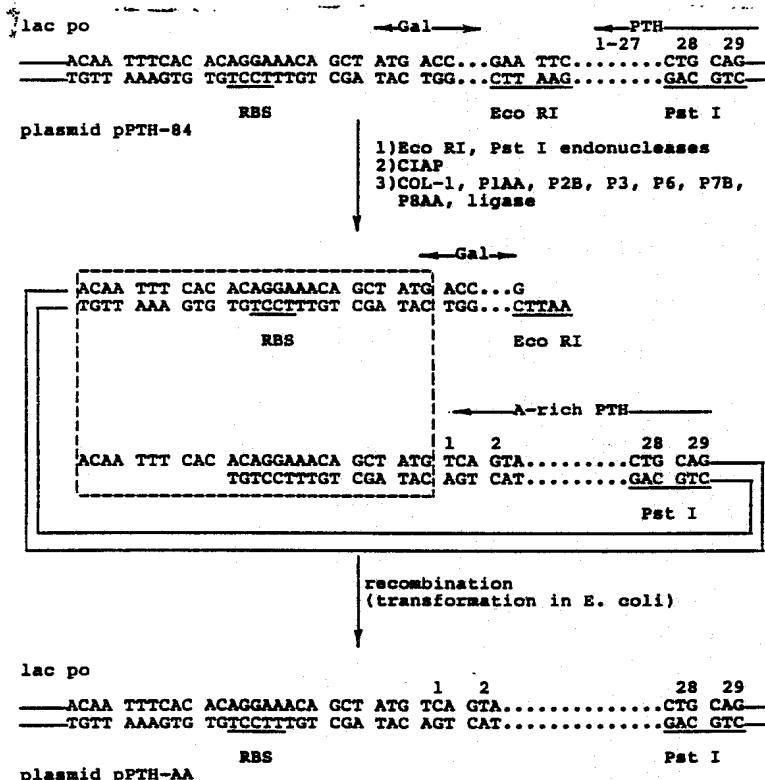 lac po
Gal PTH
1-27 28 29
ACAA TTTCAC ACAGGAAACA GCT ATG ACC...GAA TTC........CTG CAG
TGTT AAAGTG TGTCCTTTGT CGA TAC TGG...CTT AAG........GAC GTC
RBS Eco RI Pst I
plasmid pPTH-84
1)Eco RI, Pst I endonucleases
2)CIAP
3)COL-1, P1AA, P2B, P3, P6, P7B,
P8AA, ligase
Gal
ACAA TTT CAC ACAGGAAACA GCT ATG ACC...G
TGTT AAA GTG TGTCCTTTGT CGA TAC TGG...CTTAA
RBS Eco RI
A-rich PTH
1 2 28 29
ACAA TTT CAC ACAGGAAACA GCT ATG TCA GTA..........CTG CAG
TGTCCTTTGT CGA TAC AGT CAT..........GAC GTC
Pst I
recombination
(transformation in E. coli)
lac po
1 2 28 29
ACAA TTTCAC ACAGGAAACA GCT ATG TCA GTA...............CTG CAG
TGTT AAAGTG TGTCCTTTGT CGA TAC AGT CAT...............GAC GTC
RBS Pst I
plasmid pPTH-AA